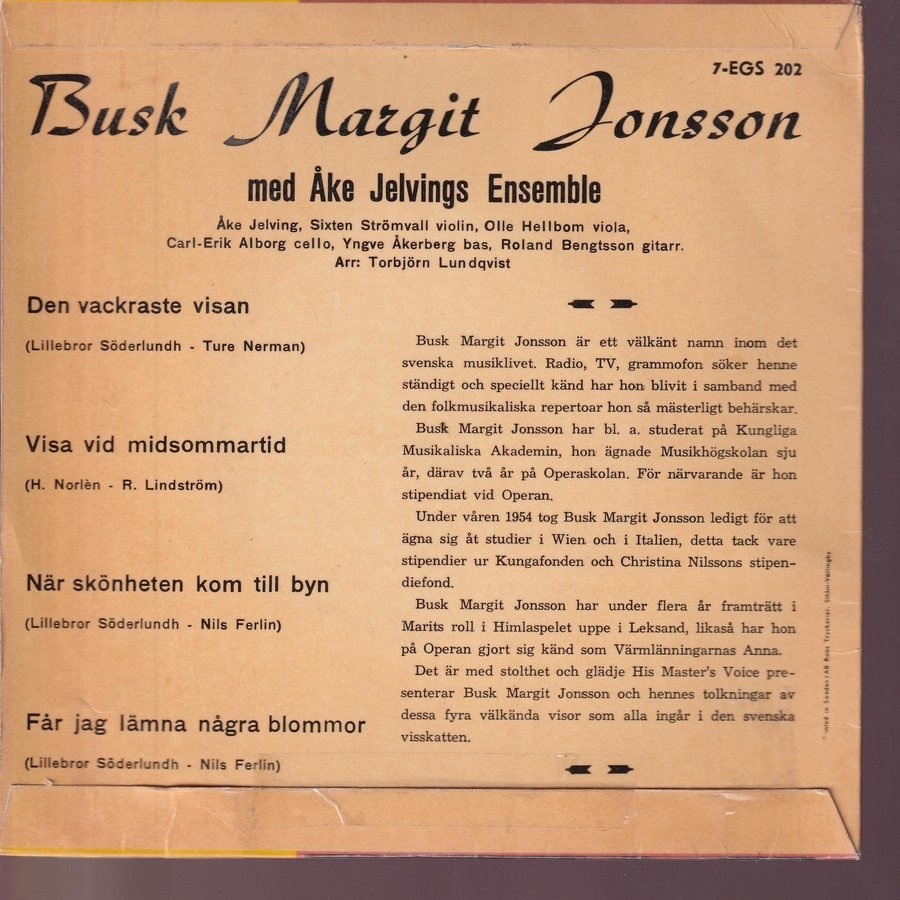 7-EGS 202
Busk Margit Jonsson
med Åke Jelvings Ensemble
Åke Jelving, Sixten Strömvall violin, Olle Hellbom viola,
Carl-Erik Alborg cello, Yngve Åkerberg bas, Roland Bengtsson gitarr.
Arr: Torbjörn Lundqvist
Den vackraste visan
(Lillebror Söderlundh - Ture Nerman)
Visa vid midsommartid
(H. Norlèn - R. Lindström)
När skönheten kom till byn
(Lillebror Söderlundh - Nils Ferlin)
Får jag lämna några blommor
(Lillebror Söderlundh - Nils Ferlin)
Busk Margit Jonsson är ett välkänt namn inom det
svenska musiklivet. Radio, TV, grammofon söker henne
ständigt och speciellt känd har hon blivit i samband med
den folkmusikaliska repertoar hon så mästerligt behärskar.
Busk Margit Jonsson har bl. a. studerat på Kungliga
Musikaliska Akademin, hon ägnade Musikhögskolan sju
år, därav två år på Operaskolan. För närvarande är hon
stipendiat vid Operan.
Under våren 1954 tog Busk Margit Jonsson ledigt för att
ägna sig åt studier i Wien och i Italien, detta tack vare
stipendier ur Kungafonden och Christina Nilssons stipen-
diefond.
Busk Margit Jonsson har under flera år framträtt i
Marits roll i Himlaspelet uppe i Leksand, likaså har hon
på Operan gjort sig känd som Värmlänningarnas Anna.
Det är med stolthet och glädje His Master's Voice pre-
senterar Busk Margit Jonsson och hennes tolkningar av
dessa fyra välkända visor som alla ingår i den svenska
visskatten.
in Sweden/AB Roos Tryckerier, Sthlm-Vällingby